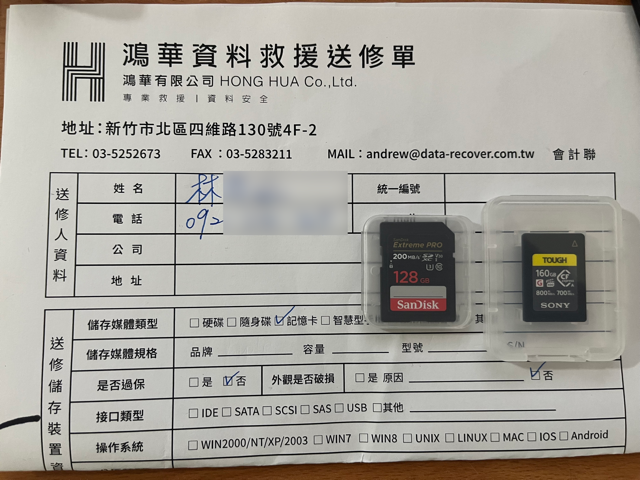 鴻華資料救援送修單
鴻華有限公司 HONG HUA Co.,Ltd.
專業救援 | 資料安全
地址:新竹市北區四維路130號4F-2
TEL: 03-5252673 FAX :03-5283211 MAIL:andrew@data-recover.com.tw 會計聯
送修人資料
姓名 林 統一編號
電話 092
公司
地址
送修儲存裝置資
儲存媒體類型 □硬碟 □隨身碟 ☑記憶卡 □智慧型手 其
儲存媒體規格 品牌 容量 型號 S/N
是否過保 □是 ☑否 外觀是否破損 □是 原因 ☑否
接口類型 □IDE □SATA □SCSI □SAS □USB □其他
操作系統 □WIN2000/NT/XP/2003 □WIN7 □WIN8 □UNIX □LINUX □MAC □IOS □Android
Extreme PRO
200MB/s XC I V30
U3
128GB
SanDisk
TOUGH
160GB
800MB/s 700MB/s
SONY